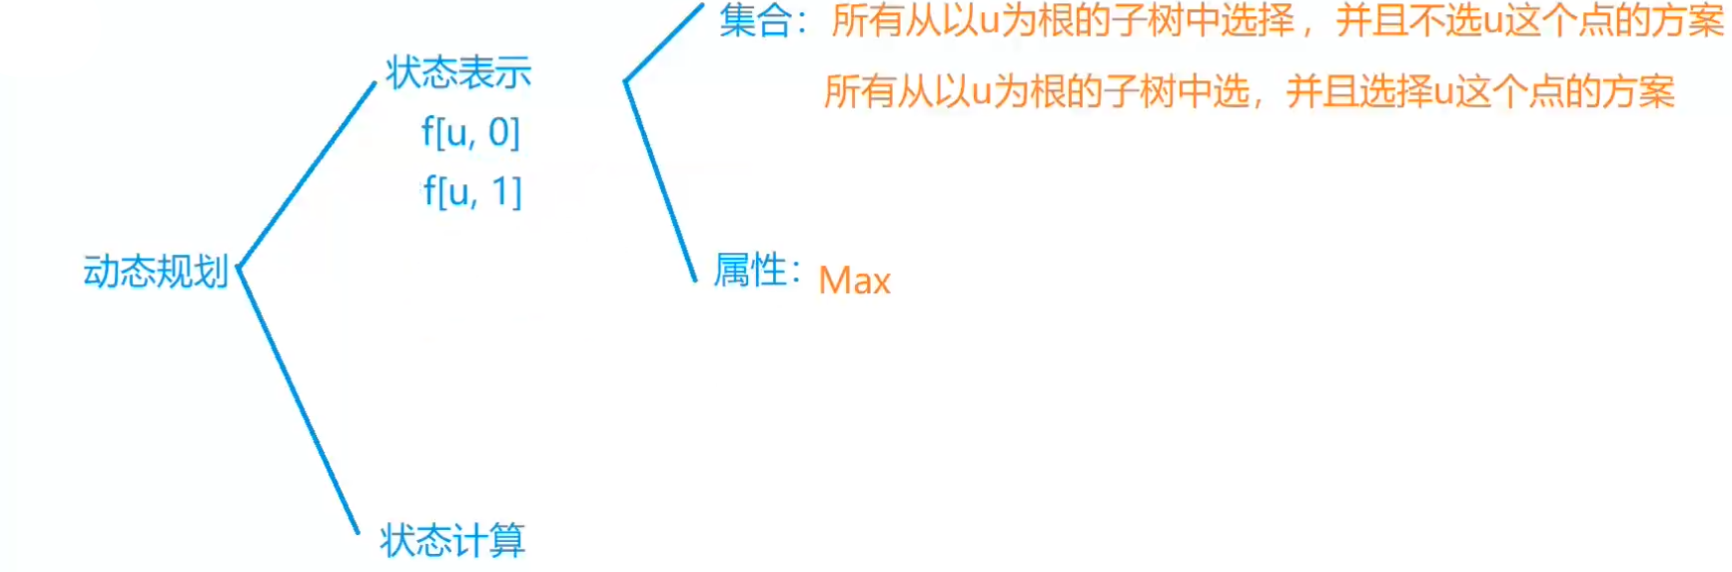 集合：所有从以u为根的子树中选择，并且不选u这个点的方案
状态表示
所有从以u为根的子树中选，并且选择u这个点的方案
f[u, 0]
f[u, 1]
动态规划
属性：Max
状态计算